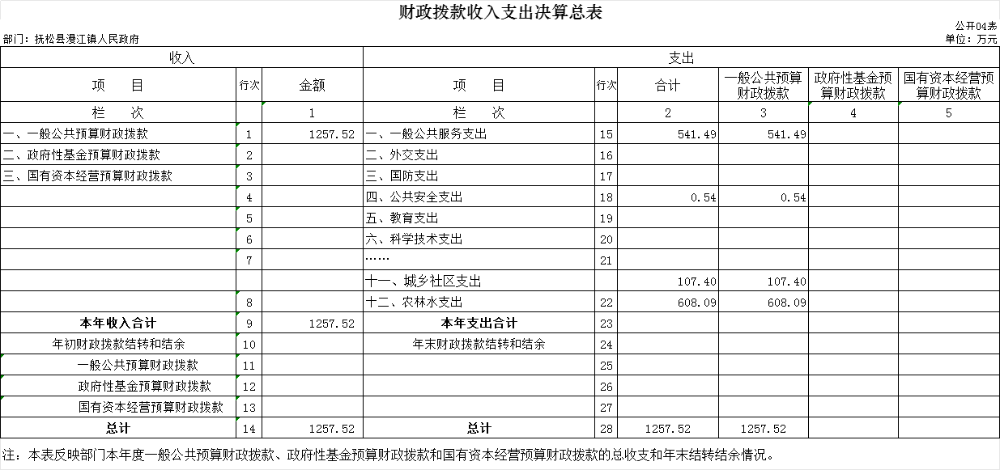 财政拨款收入支出决算总表
公开04表
部门：抚松县漫江镇人民政府 单位：万元
收入 支出
项 目 行次 金额 项 目 行次 合计 一般公共预算财政拨款 政府性基金预算财政拨款 国有资本经营预算财政拨款
栏 次 1 栏 次 2 3 4 5
一、一般公共预算财政拨款 1 1257.52 一、一般公共服务支出 15 541.49 541.49
二、政府性基金预算财政拨款 2 二、外交支出 16
三、国有资本经营预算财政拨款 3 三、国防支出 17
4 四、公共安全支出 18 0.54 0.54
5 五、教育支出 19
6 六、科学技术支出 20
7 …… 21
十一、城乡社区支出 107.40 107.40
8 十二、农林水支出 22 608.09 608.09
本年收入合计 9 1257.52 本年支出合计 23
年初财政拨款结转和结余 10 年末财政拨款结转和结余 24
一般公共预算财政拨款 11 25
政府性基金预算财政拨款 12 26
国有资本经营预算财政拨款 13 27
总计 14 1257.52 总计 28 1257.52 1257.52
注：本表反映部门本年度一般公共预算财政拨款、政府性基金预算财政拨款和国有资本经营预算财政拨款的总收支和年末结转结余情况。